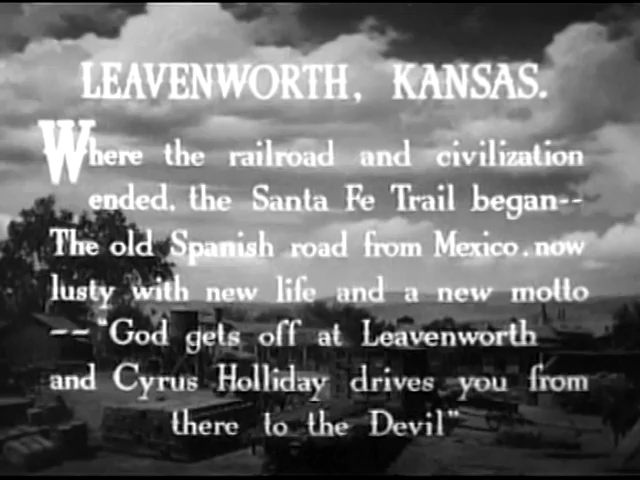 LEAVENWORTH, KANSAS.
Where the railroad and civilization
ended, the Santa Fe Trail began--
The old Spanish road from Mexico, now
lusty with new life and a new motto
--"God gets off at Leavenworth
and Cyrus Holliday drives you from
there to the Devil"